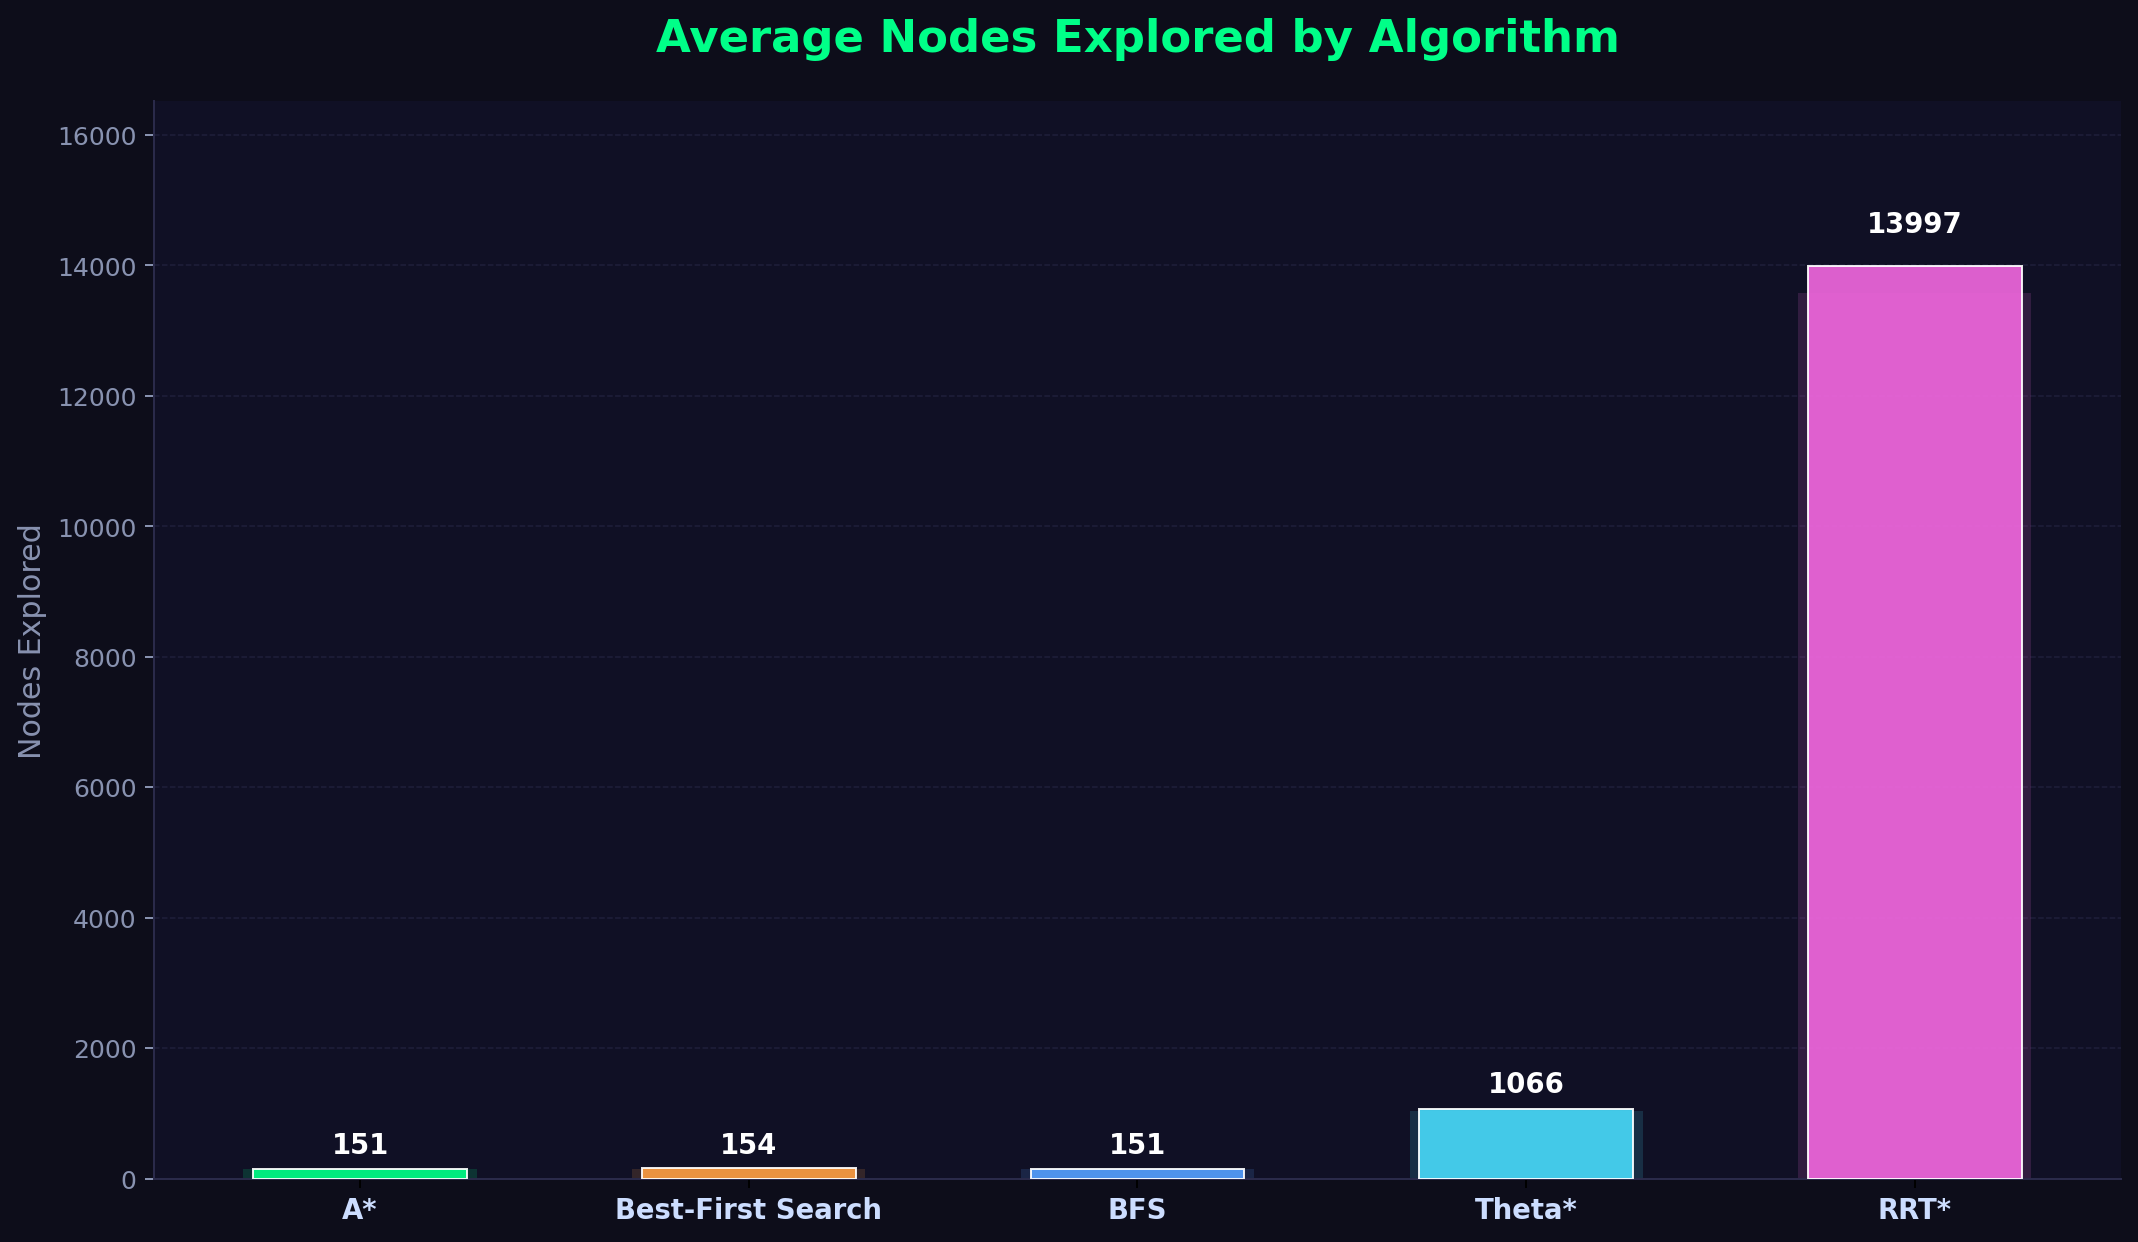 Average Nodes Explored by Algorithm
Nodes Explored
16000
14000
12000
10000
8000
6000
4000
2000
0
151
154
151
1066
13997
A*
Best-First Search
BFS
Theta*
RRT*